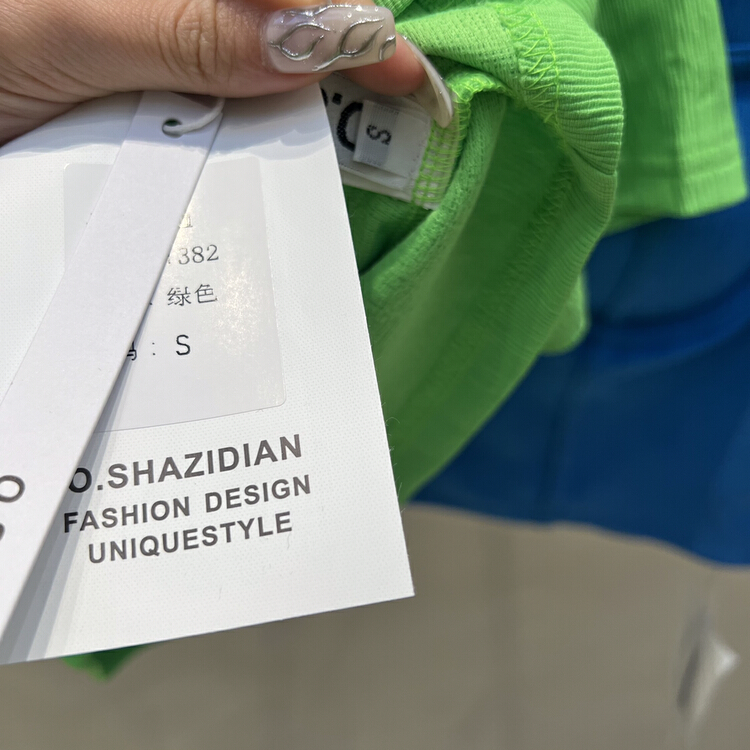 382
绿色
: S
O.SHAZIDIAN
FASHION DESIGN
UNIQUESTYLE
S